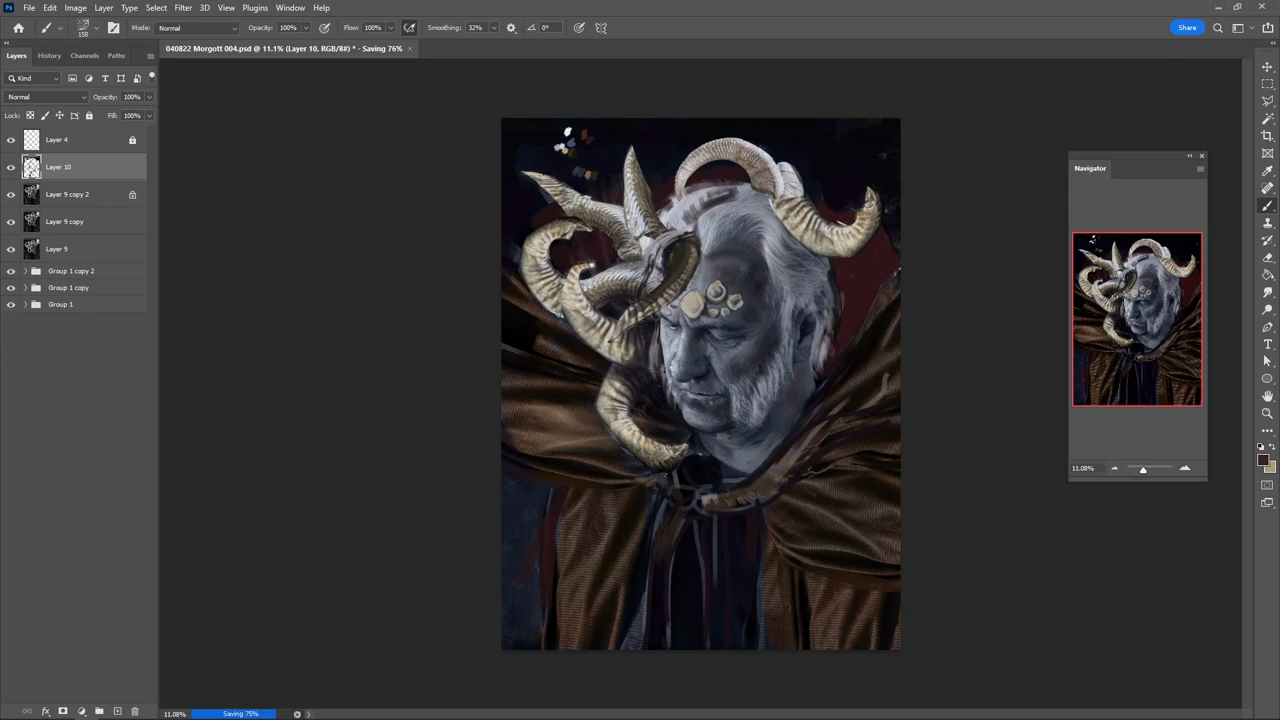 Ps File Edit Image Layer Type Select Filter 3D View Plugins Window Help
158 Mode: Normal Opacity: 100% Flow: 100% Smoothing: 32% 0° Share
040822 Morgott 004.psd @ 11.1% (Layer 10, RGB/8#) * - Saving 76% ×
Layers History Channels Paths
Kind
Normal Opacity: 100%
Lock: Fill: 100%
Layer 4
Layer 10
Layer 9 copy 2
Layer 9 copy
Layer 9
Group 1 copy 2
Group 1 copy
Group 1
Navigator
11.08%
11.08% Saving 75%